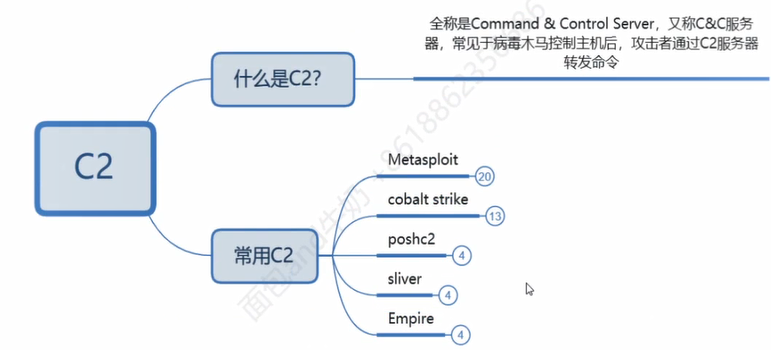 全称是Command & Control Server，又称C&C服务
器，常见于病毒木马控制主机后，攻击者通过C2服务器
转发命令
什么是C2？
C2
常用C2
Metasploit
20
cobalt strike
13
poshc2
4
sliver
4
Empire
4
面包and牛奶